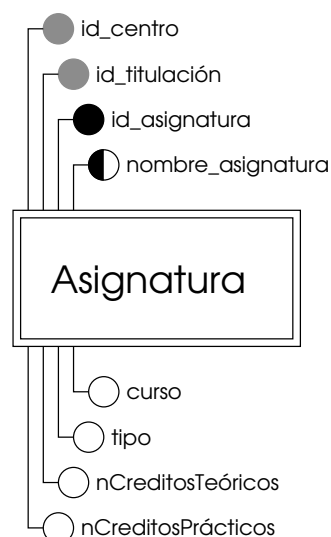 id_centro
id_titulación
id_asignatura
nombre_asignatura
Asignatura
curso
tipo
nCreditosTeóricos
nCreditosPrácticos